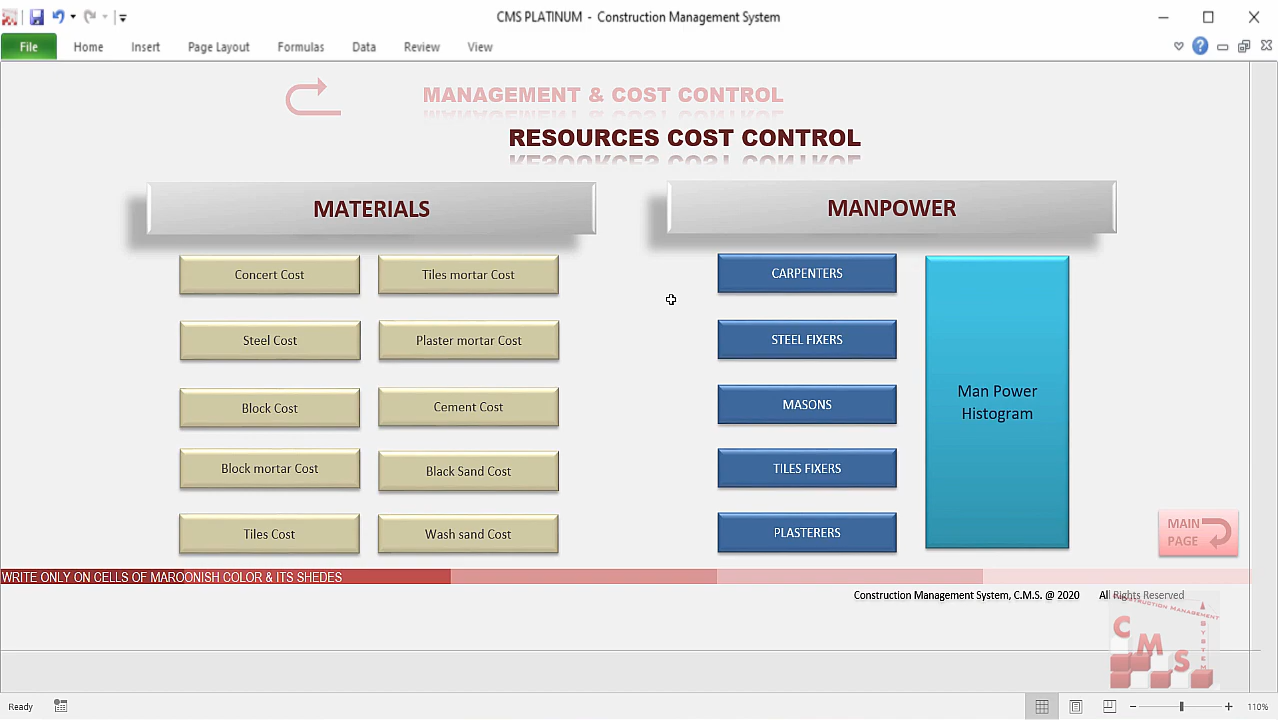 CMS PLATINUM - Construction Management System
File Home Insert Page Layout Formulas Data Review View
MANAGEMENT & COST CONTROL
RESOURCES COST CONTROL
MATERIALS
MANPOWER
Concert Cost
Tiles mortar Cost
CARPENTERS
Steel Cost
Plaster mortar Cost
STEEL FIXERS
Block Cost
Cement Cost
MASONS
Man Power
Histogram
Block mortar Cost
Black Sand Cost
TILES FIXERS
Tiles Cost
Wash sand Cost
PLASTERERS
MAIN
PAGE
WRITE ONLY ON CELLS OF MAROONISH COLOR & ITS SHEDES
Construction Management System, C.M.S. @ 2020 All Rights Reserved
CONSTRUCTION MANAGEMENT
SYSTEM
CMS
Ready
110%